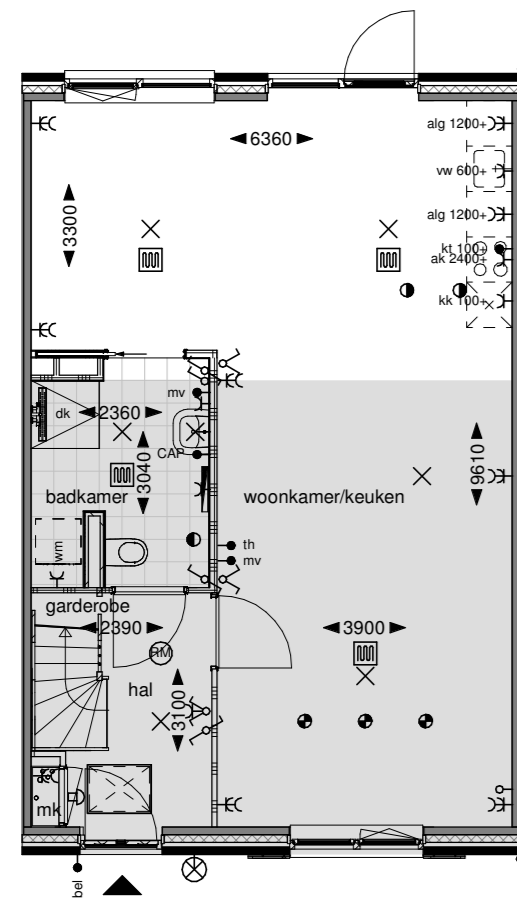 alg 1200+
6360
vw 600+
3300
alg 1200+
kt 100+
ak 2400+
kk 100+
mv
dk
2360
CAP
3040
9610
badkamer
woonkamer/keuken
wm
th
mv
garderobe
2390
3900
RM
hal
3100
mk
bel